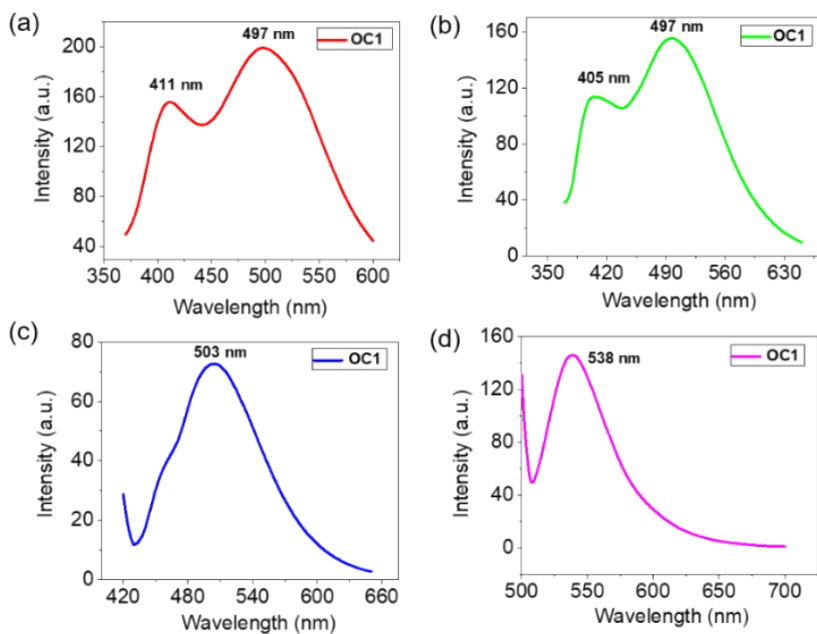 (a)
411 nm
497 nm
OC1
Intensity (a.u.)
200
160
120
80
40
350 400 450 500 550 600
Wavelength (nm)
(b)
405 nm
497 nm
OC1
Intensity (a.u.)
160
120
80
40
0
350 420 490 560 630
Wavelength (nm)
(c)
503 nm
OC1
Intensity (a.u.)
80
60
40
20
0
420 480 540 600 660
Wavelength (nm)
(d)
538 nm
OC1
Intensity (a.u.)
160
120
80
40
0
500 550 600 650 700
Wavelength (nm)